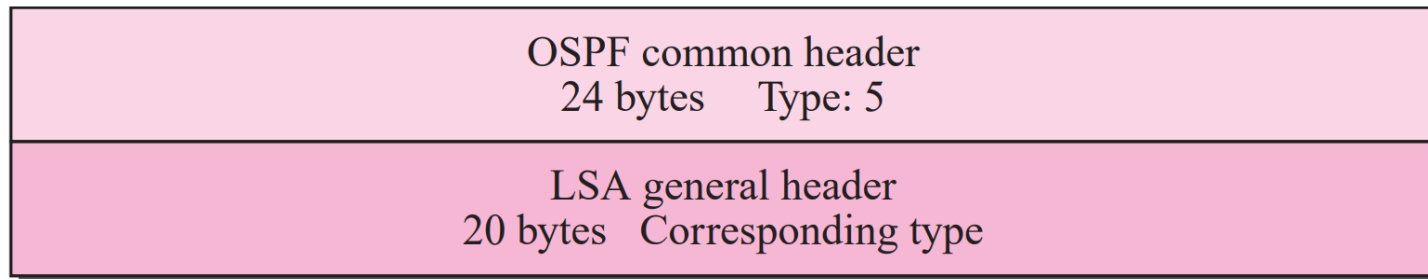 OSPF common header
24 bytes Type: 5
LSA general header
20 bytes Corresponding type